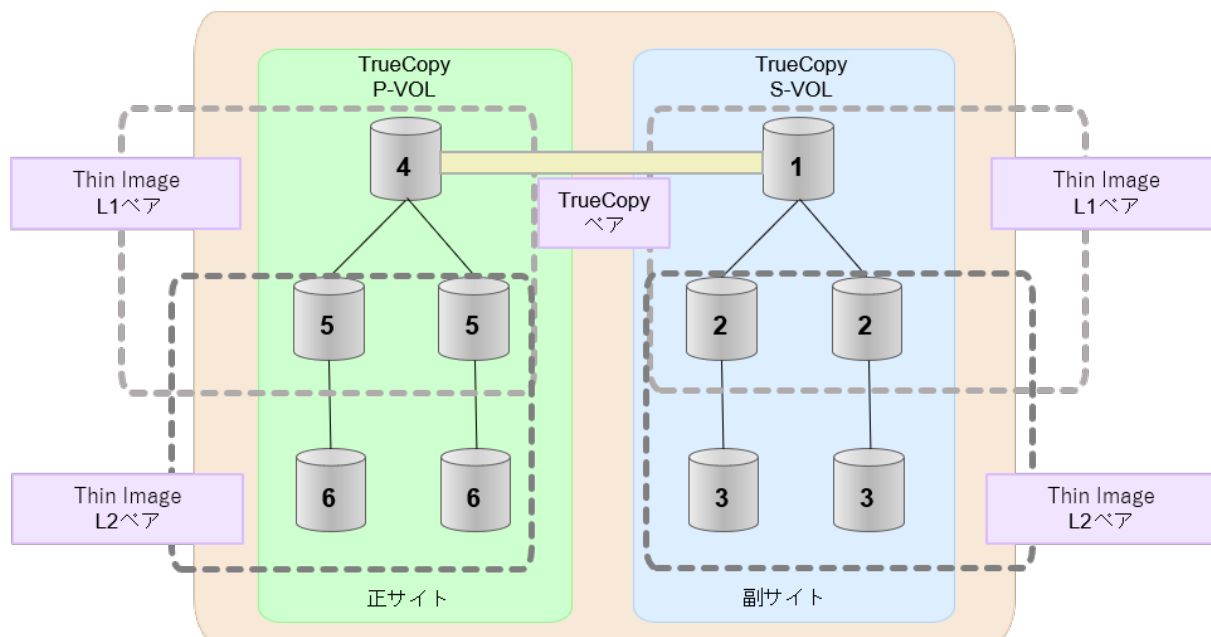 TrueCopy
P-VOL
TrueCopy
S-VOL
4
1
Thin Image
L1ペア
TrueCopy
ペア
Thin Image
L1ペア
5
5
2
2
6
6
3
3
Thin Image
L2ペア
Thin Image
L2ペア
正サイト
副サイト